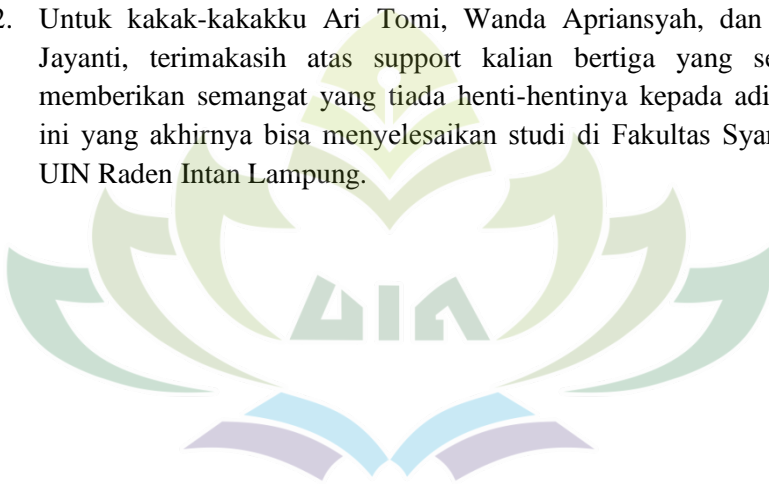 2. Untuk kakak-kakakku Ari Tomi, Wanda Apriansyah, dan
Jayanti, terimakasih atas support kalian bertiga yang
memberikan semangat yang tiada henti-hentinya kepada
ini yang akhirnya bisa menyelesaikan studi di Fakultas
UIN Raden Intan Lampung.
UIN